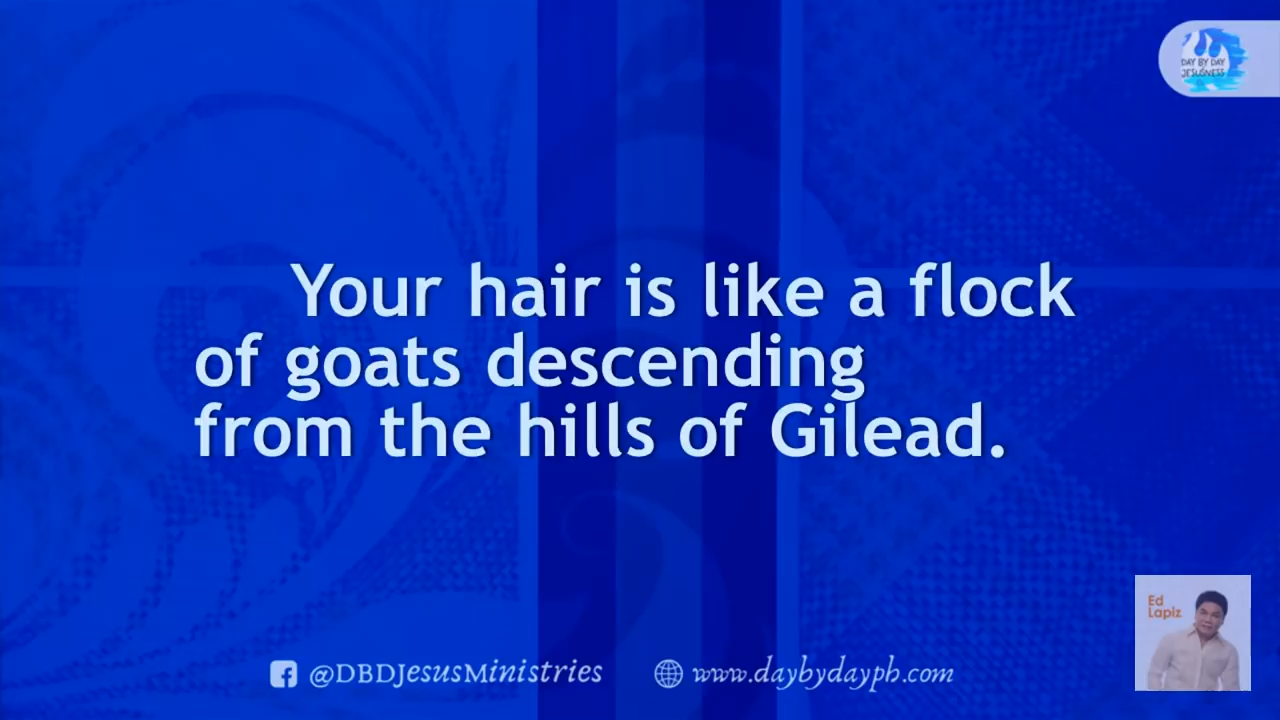 DAY BY DAY
JESUSNESS
Your hair is like a flock
of goats descending
from the hills of Gilead.
Ed
Lapiz
@DBDJesusMinistries
www.daybydayph.com